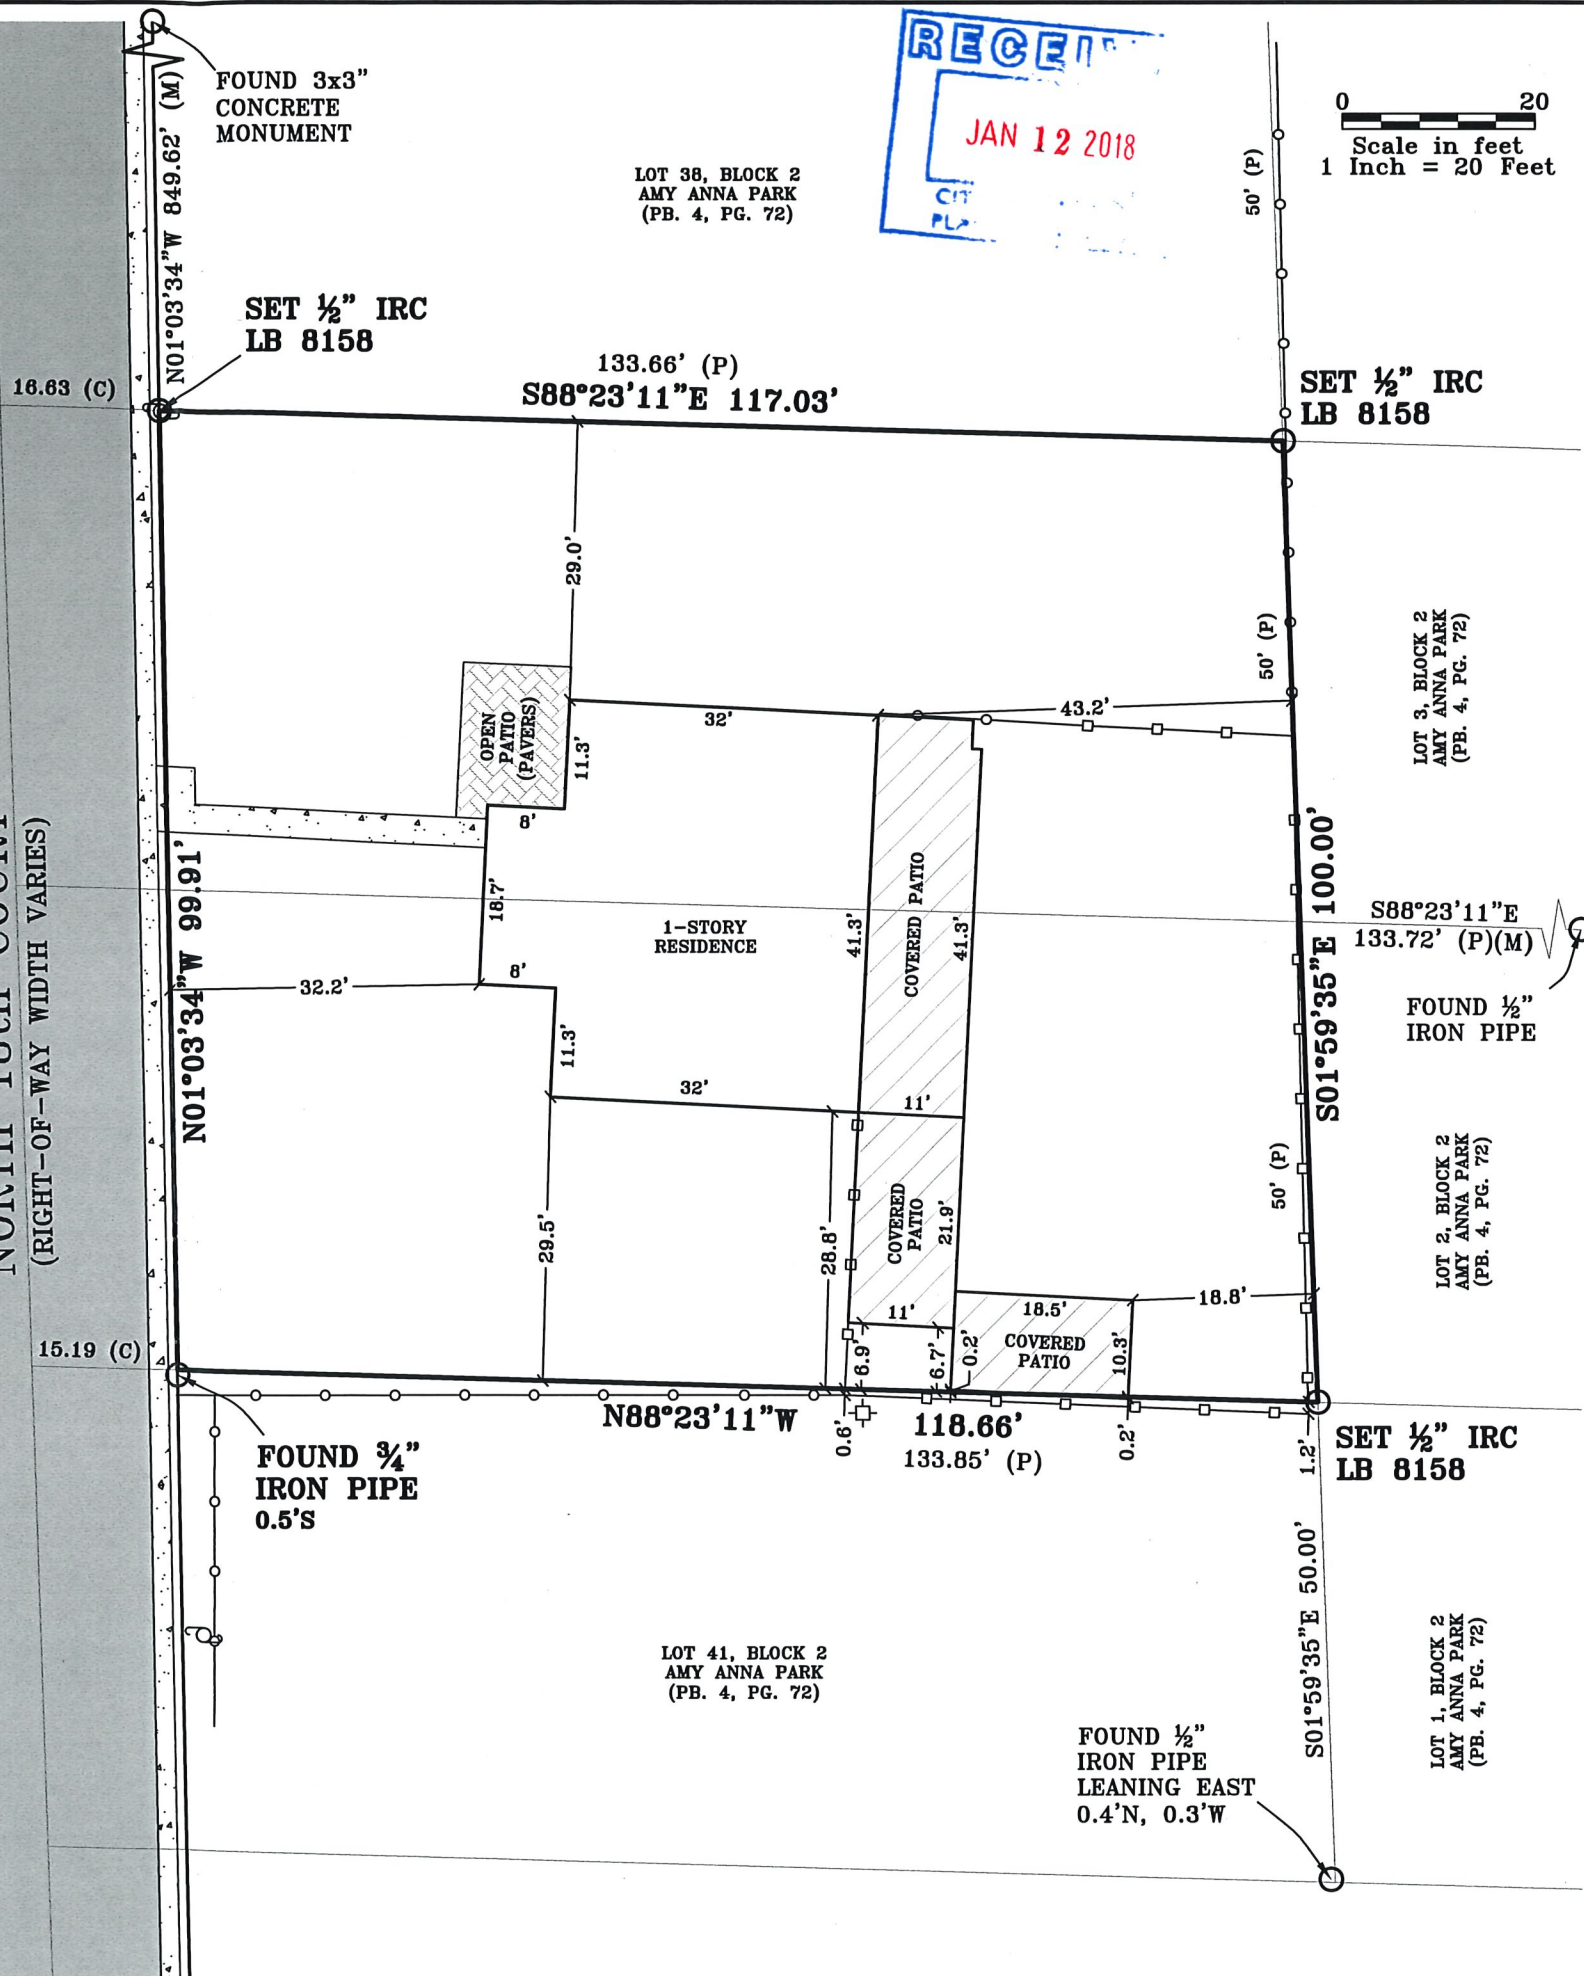 FOUND 3x3"
CONCRETE
MONUMENT
N01°03'34"W 849.62' (M)
RECEI
JAN 12 2018
CIT
0 20
Scale in feet
1 Inch = 20 Feet
LOT 38, BLOCK 2
AMY ANNA PARK
(PB. 4, PG. 72)
50' (P)
SET ½" IRC
LB 8158
16.63 (C)
133.66' (P)
S88°23'11"E 117.03'
SET ½" IRC
LB 8158
29.0'
50' (P)
LOT 3, BLOCK 2
AMY ANNA PARK
(PB. 4, PG. 72)
OPEN
PATIO
(PAVERS)
11.3'
32'
43.2'
8'
18.7'
1-STORY
RESIDENCE
41.3'
COVERED PATIO
41.3'
NORTH 
(RIGHT-OF-WAY WIDTH VARIES)
N01°03'34"W 99.91'
S01°59'35"E 100.00'
S88°23'11"E
133.72' (P)(M)
FOUND ½"
IRON PIPE
32.2'
8'
11.3'
32'
11'
29.5'
28.8'
COVERED
PATIO
21.9'
50' (P)
LOT 2, BLOCK 2
AMY ANNA PARK
(PB. 4, PG. 72)
11'
18.5'
18.8'
COVERED
PATIO
10.3'
6.9'
6.7'
0.2'
15.19 (C)
N88°23'11"W 118.66'
133.85' (P)
0.6'
0.2'
1.2'
SET ½" IRC
LB 8158
FOUND ¾"
IRON PIPE
0.5'S
S01°59'35"E 50.00'
LOT 41, BLOCK 2
AMY ANNA PARK
(PB. 4, PG. 72)
LOT 1, BLOCK 2
AMY ANNA PARK
(PB. 4, PG. 72)
FOUND ½"
IRON PIPE
LEANING EAST
0.4'N, 0.3'W